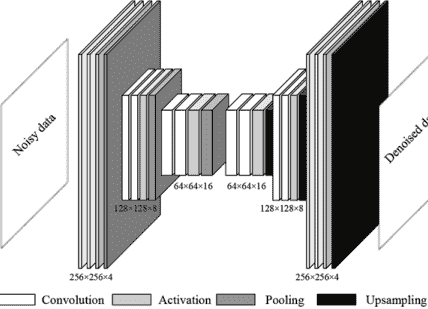 Noisy data
Denoised d
256×256×4
128×128×8
64×64×16
64×64×16
128×128×8
256×256×4
Convolution
Activation
Pooling
Upsampling